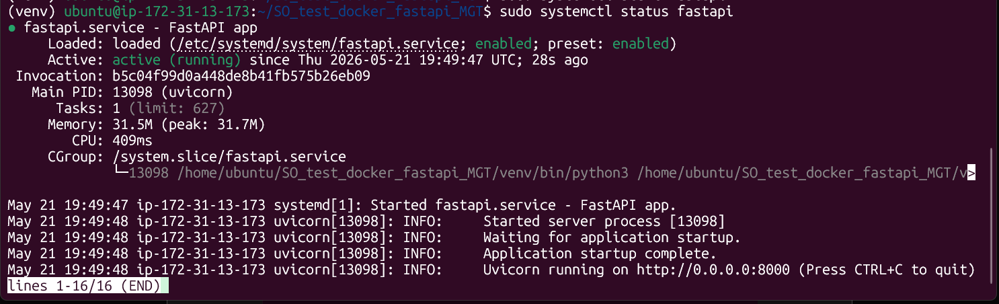 (venv) ubuntu@ip-172-31-13-173:~/SO_test_docker_fastapi_MGT$ sudo systemctl status fastapi
● fastapi.service - FastAPI app
     Loaded: loaded (/etc/systemd/system/fastapi.service; enabled; preset: enabled)
     Active: active (running) since Thu 2026-05-21 19:49:47 UTC; 28s ago
 Invocation: b5c04f99d0a448de8b41fb575b26eb09
   Main PID: 13098 (uvicorn)
      Tasks: 1 (limit: 627)
     Memory: 31.5M (peak: 31.7M)
        CPU: 409ms
     CGroup: /system.slice/fastapi.service
             └─13098 /home/ubuntu/SO_test_docker_fastapi_MGT/venv/bin/python3 /home/ubuntu/SO_test_docker_fastapi_MGT/v>
May 21 19:49:47 ip-172-31-13-173 systemd[1]: Started fastapi.service - FastAPI app.
May 21 19:49:48 ip-172-31-13-173 uvicorn[13098]: INFO:     Started server process [13098]
May 21 19:49:48 ip-172-31-13-173 uvicorn[13098]: INFO:     Waiting for application startup.
May 21 19:49:48 ip-172-31-13-173 uvicorn[13098]: INFO:     Application startup complete.
May 21 19:49:48 ip-172-31-13-173 uvicorn[13098]: INFO:     Uvicorn running on http://0.0.0.0:8000 (Press CTRL+C to quit)
lines 1-16/16 (END)